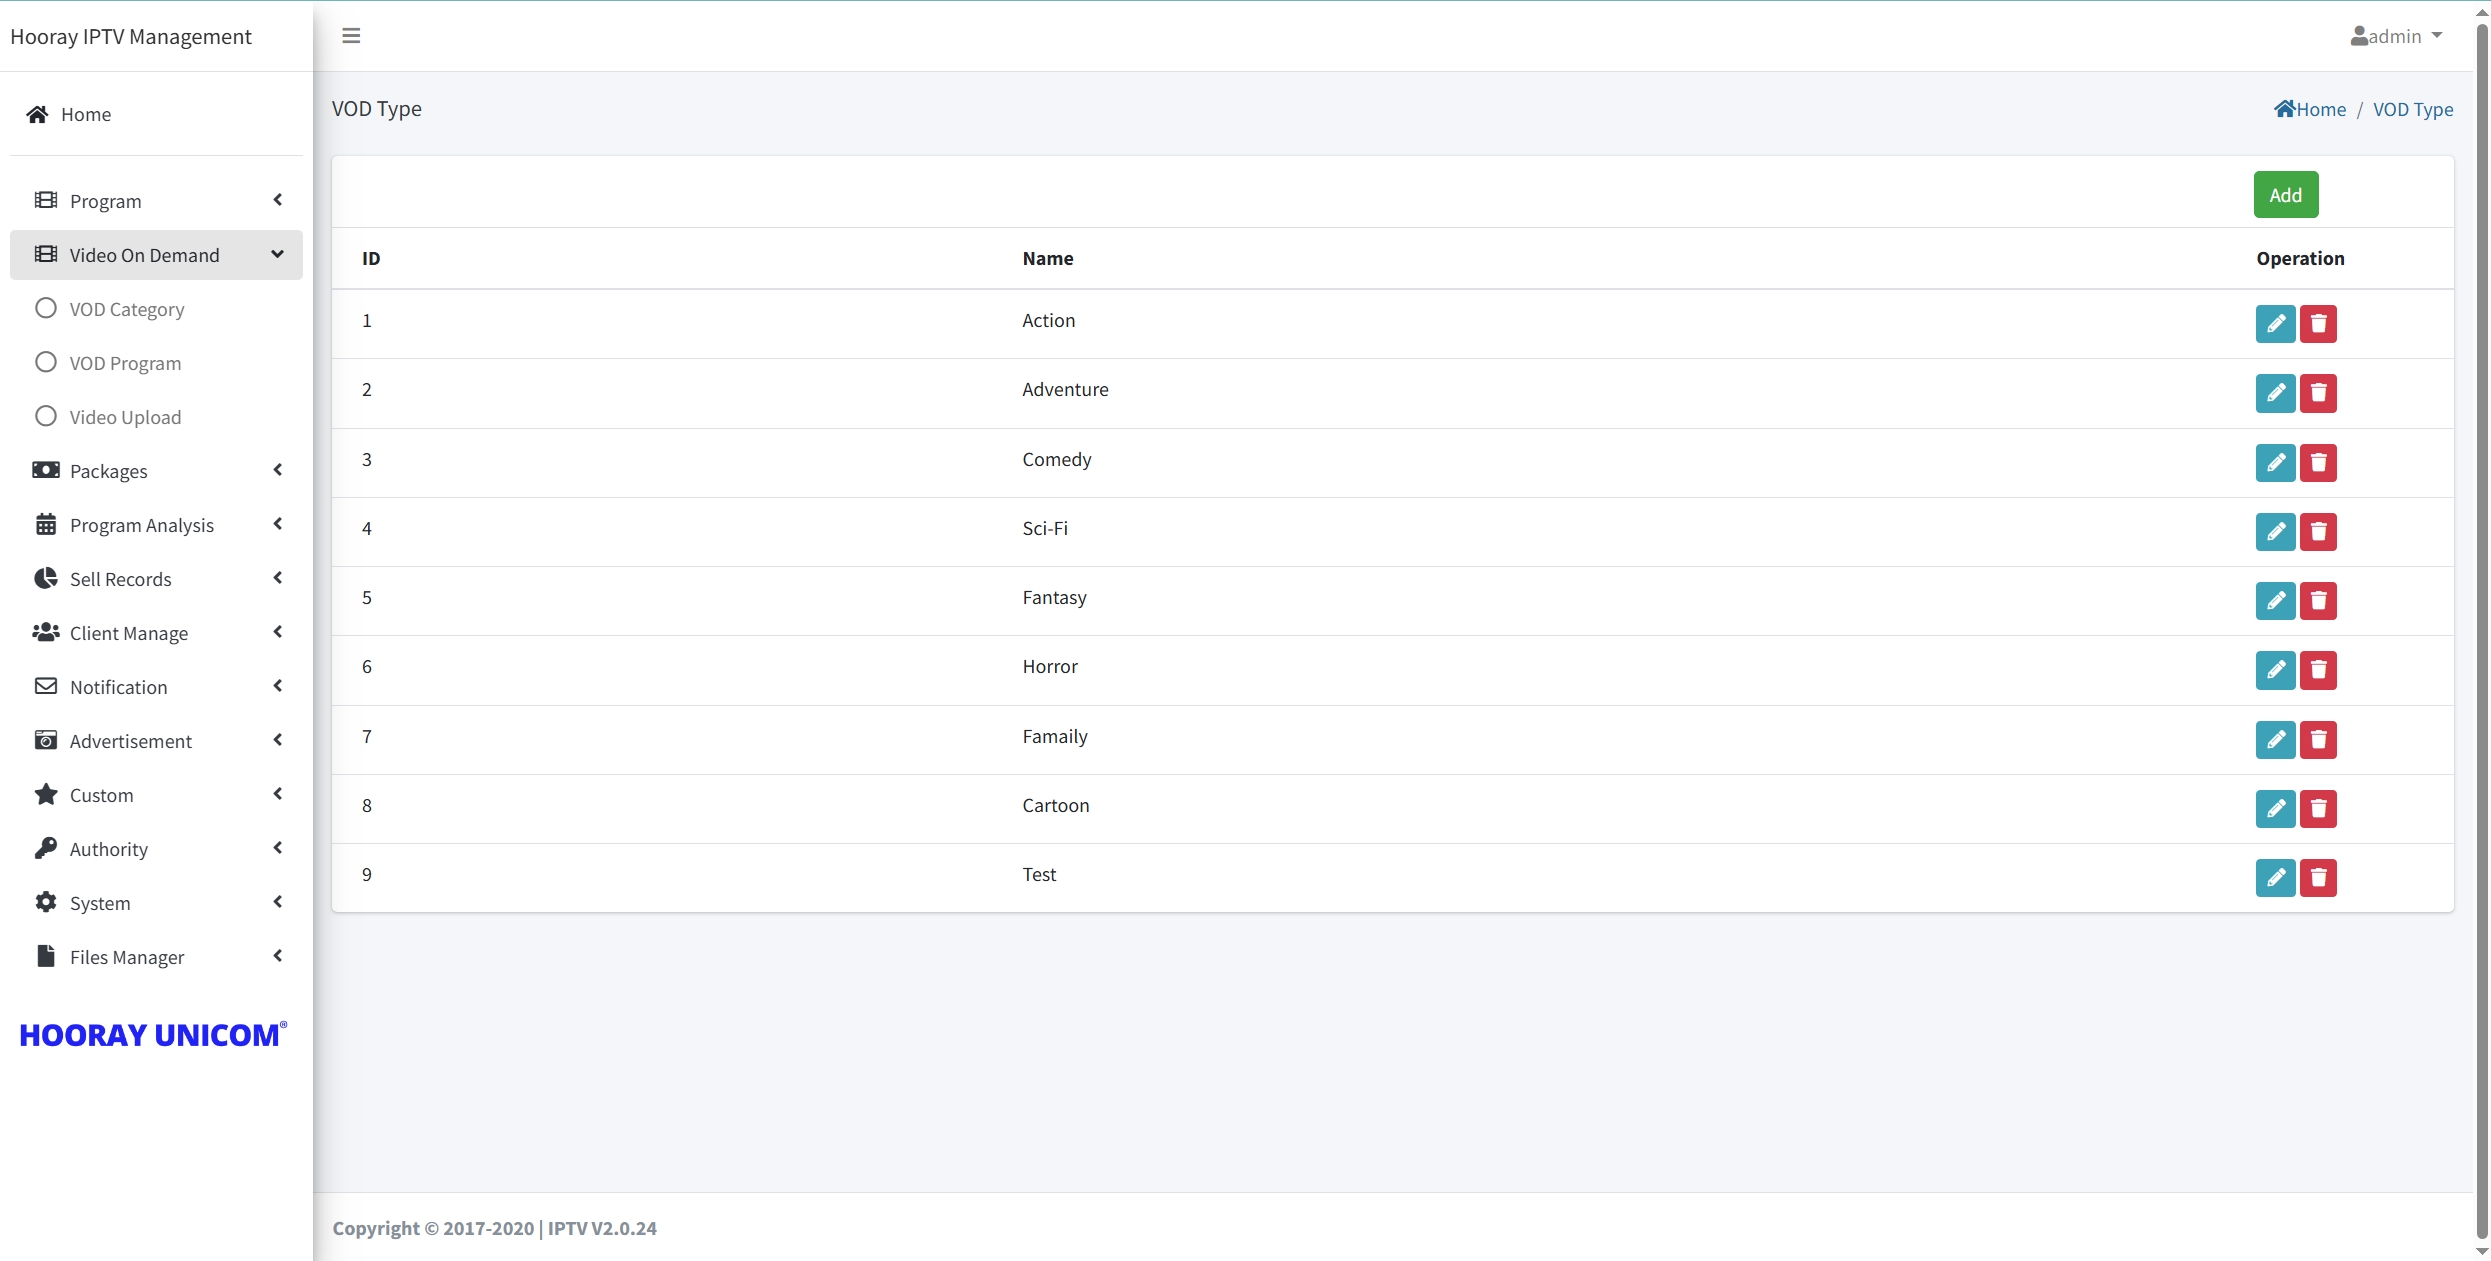 Hooray IPTV Management
admin
Home
Program
Video On Demand
VOD Category
VOD Program
Video Upload
Packages
Program Analysis
Sell Records
Client Manage
Notification
Advertisement
Custom
Authority
System
Files Manager
HOORAY UNICOM®
VOD Type
Home / VOD Type
Add
ID Name Operation
1 Action
2 Adventure
3 Comedy
4 Sci-Fi
5 Fantasy
6 Horror
7 Famaily
8 Cartoon
9 Test
Copyright © 2017-2020 | IPTV V2.0.24